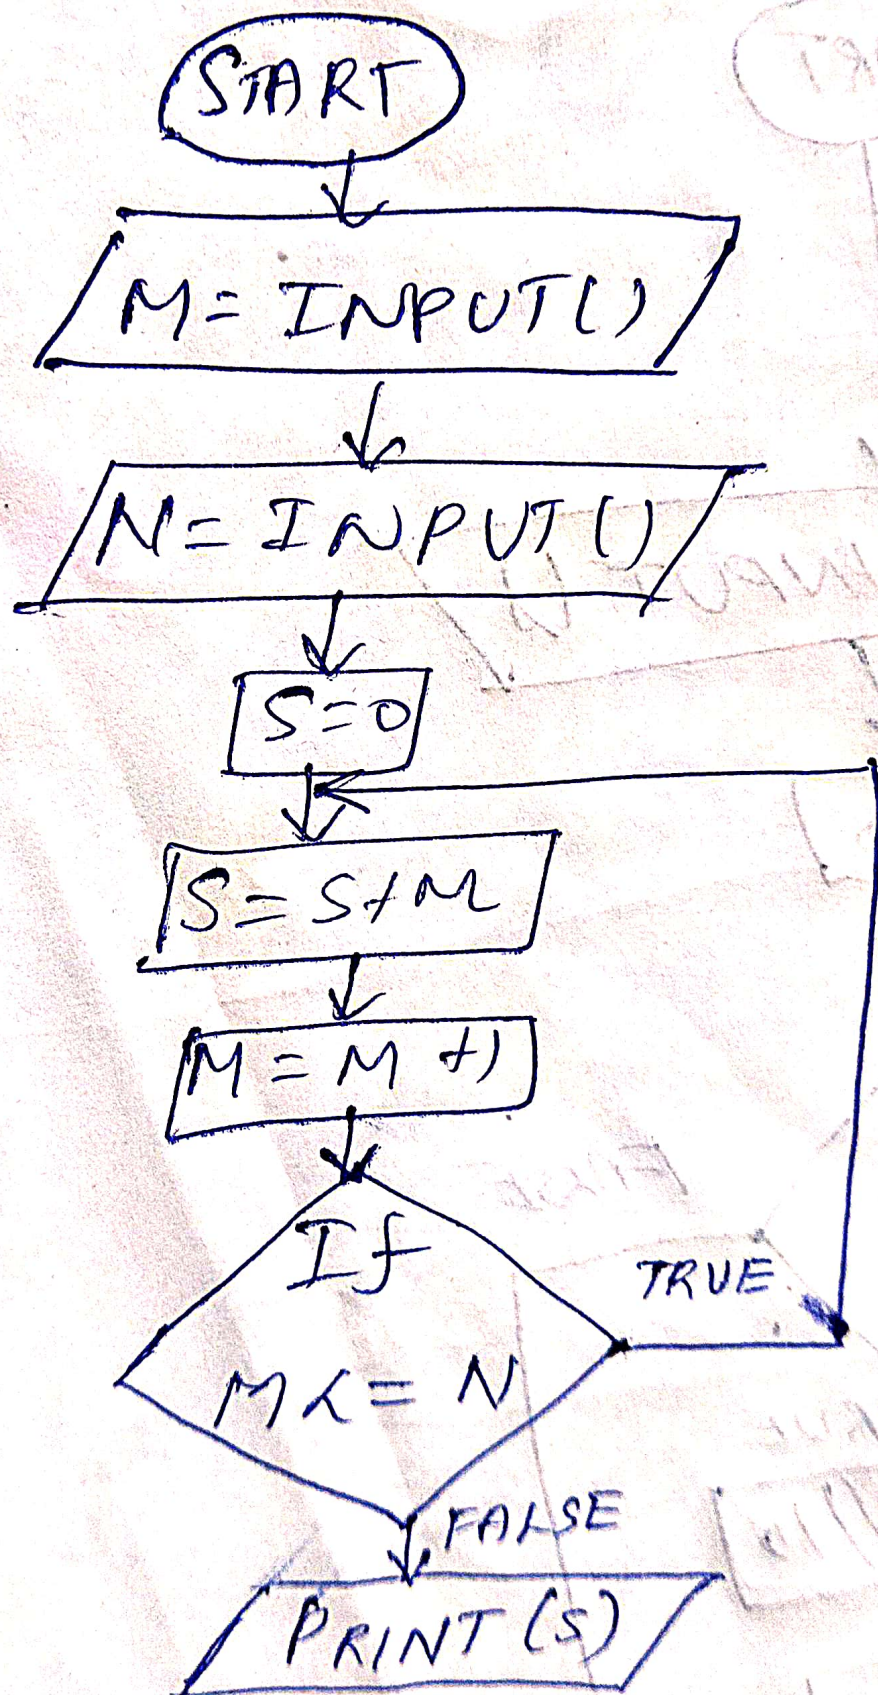 START
M = INPUT()
N = INPUT()
S = 0
S = S + M
M = M + 1
If
TRUE
M <= N
FALSE
PRINT (S)